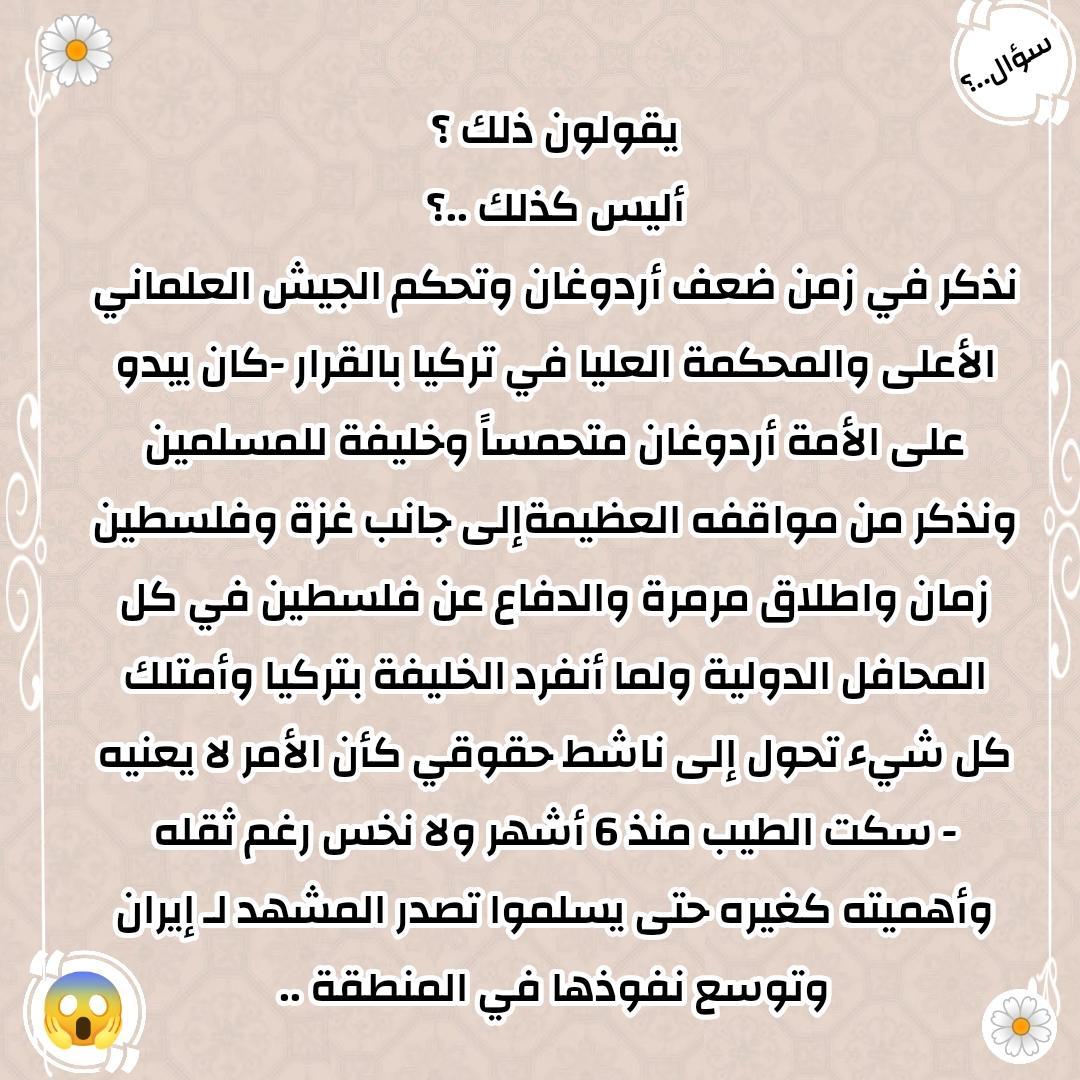 سؤال..؟
يقولون ذلك ؟
أليس كذلك ..؟
نذكر في زمن ضعف أردوغان وتحكم الجيش العلماني
الأعلى والمحكمة العليا في تركيا بالقرار -كان يبدو
على الأمة أردوغان متحمساً وخليفة للمسلمين
ونذكر من مواقفه العظيمةإلى جانب غزة وفلسطين
زمان واطلاق مرمرة والدفاع عن فلسطين في كل
المحافل الدولية ولما أنفرد الخليفة بتركيا وأمتلك
كل شيء تحول إلى ناشط حقوقي كأن الأمر لا يعنيه
- سكت الطيب منذ 6 أشهر ولا نخس رغم ثقله
وأهميته كغيره حتى يسلموا تصدر المشهد لـ إيران
وتوسع نفوذها في المنطقة ..